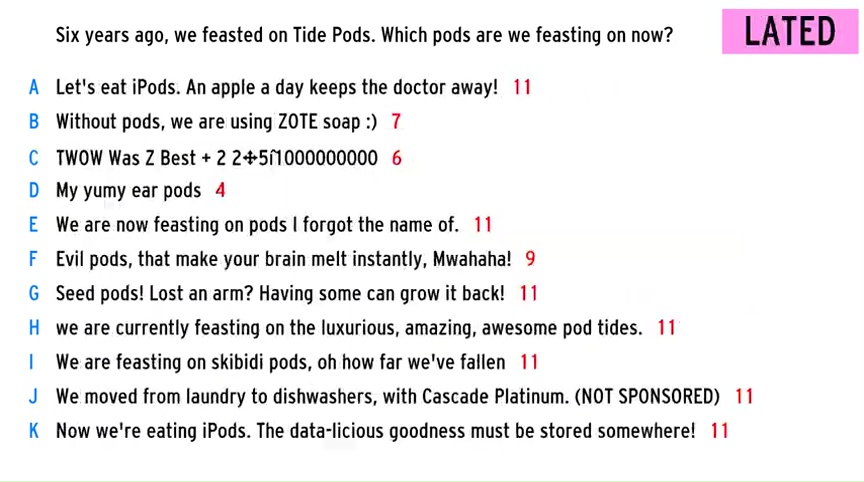 Six years ago, we feasted on Tide Pods. Which pods are we feasting on now?
LATED
A Let's eat iPods. An apple a day keeps the doctor away! 11
B Without pods, we are using ZOTE soap :) 7
C TWOW Was Z Best + 2 2✢5 î1000000000 6
D My yumy ear pods 4
E We are now feasting on pods I forgot the name of. 11
F Evil pods, that make your brain melt instantly, Mwahaha! 9
G Seed pods! Lost an arm? Having some can grow it back! 11
H we are currently feasting on the luxurious, amazing, awesome pod tides. 11
I We are feasting on skibidi pods, oh how far we've fallen 11
J We moved from laundry to dishwashers, with Cascade Platinum. (NOT SPONSORED) 11
K Now we're eating iPods. The data-licious goodness must be stored somewhere! 11